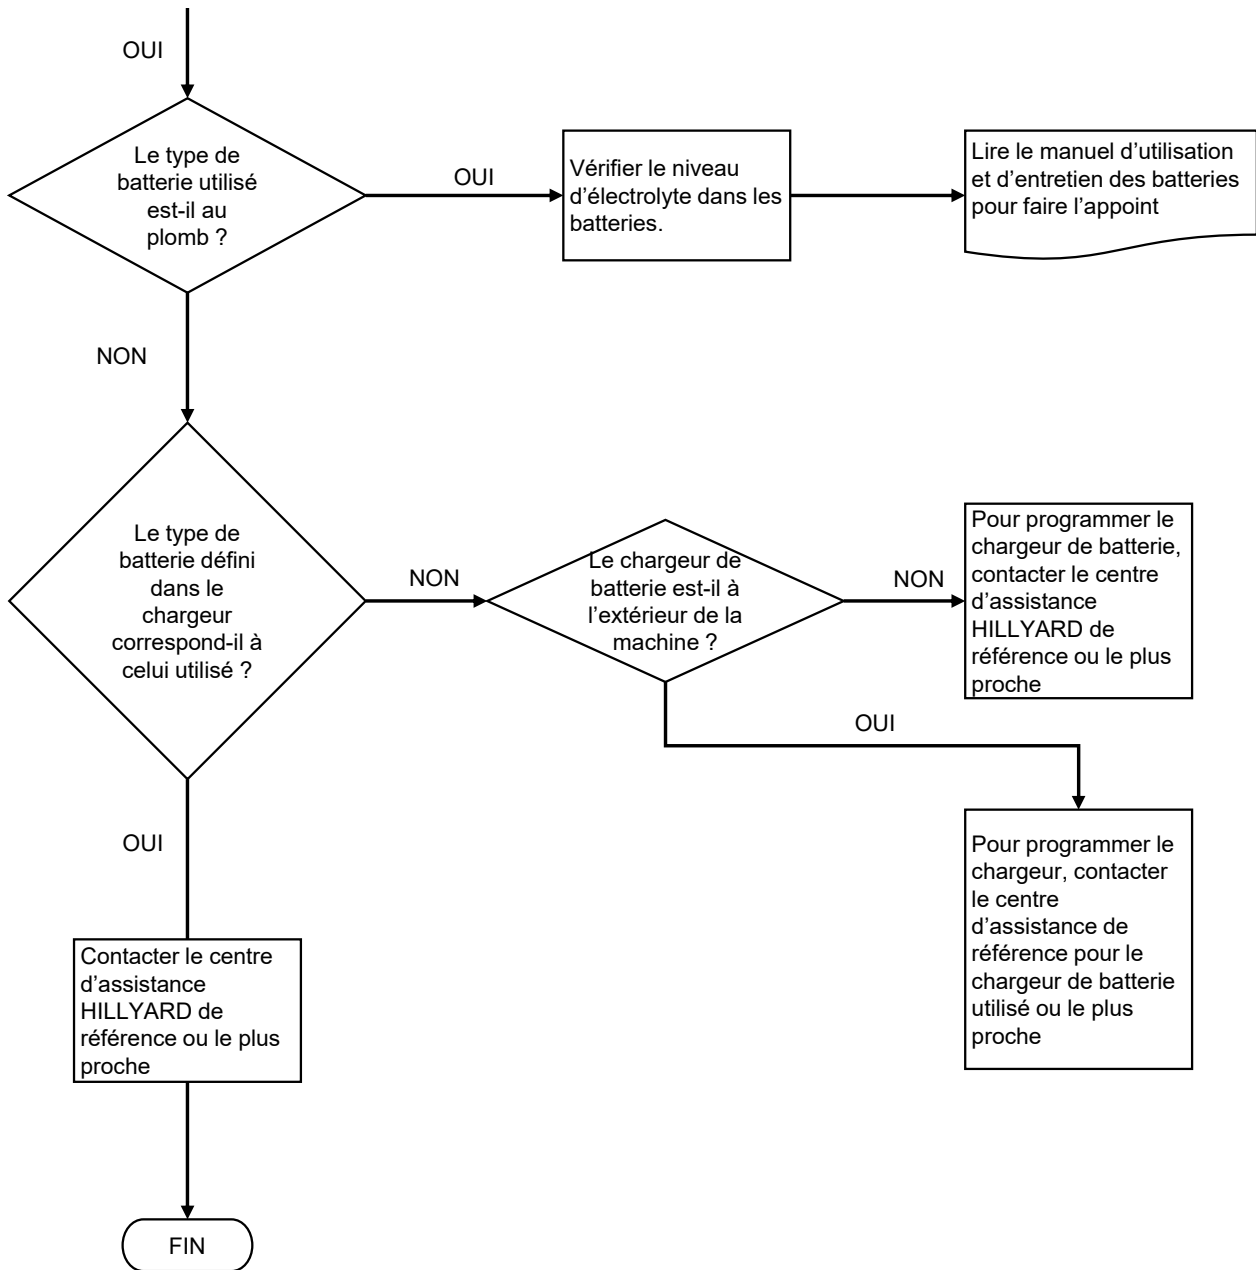 OUI
Le type de
batterie utilisé
est-il au
plomb ?
OUI
Vérifier le niveau
d’électrolyte dans les
batteries.
Lire le manuel d’utilisation
et d’entretien des batteries
pour faire l’appoint
NON
Le type de
batterie défini
dans le
chargeur
correspond-il à
celui utilisé ?
NON
Le chargeur de
batterie est-il à
l’extérieur de la
machine ?
NON
Pour programmer le
chargeur de batterie,
contacter le centre
d’assistance
HILLYARD de
référence ou le plus
proche
OUI
Pour programmer le
chargeur, contacter
le centre
d’assistance de
référence pour le
chargeur de batterie
utilisé ou le plus
proche
OUI
Contacter le centre
d’assistance
HILLYARD de
référence ou le plus
proche
FIN